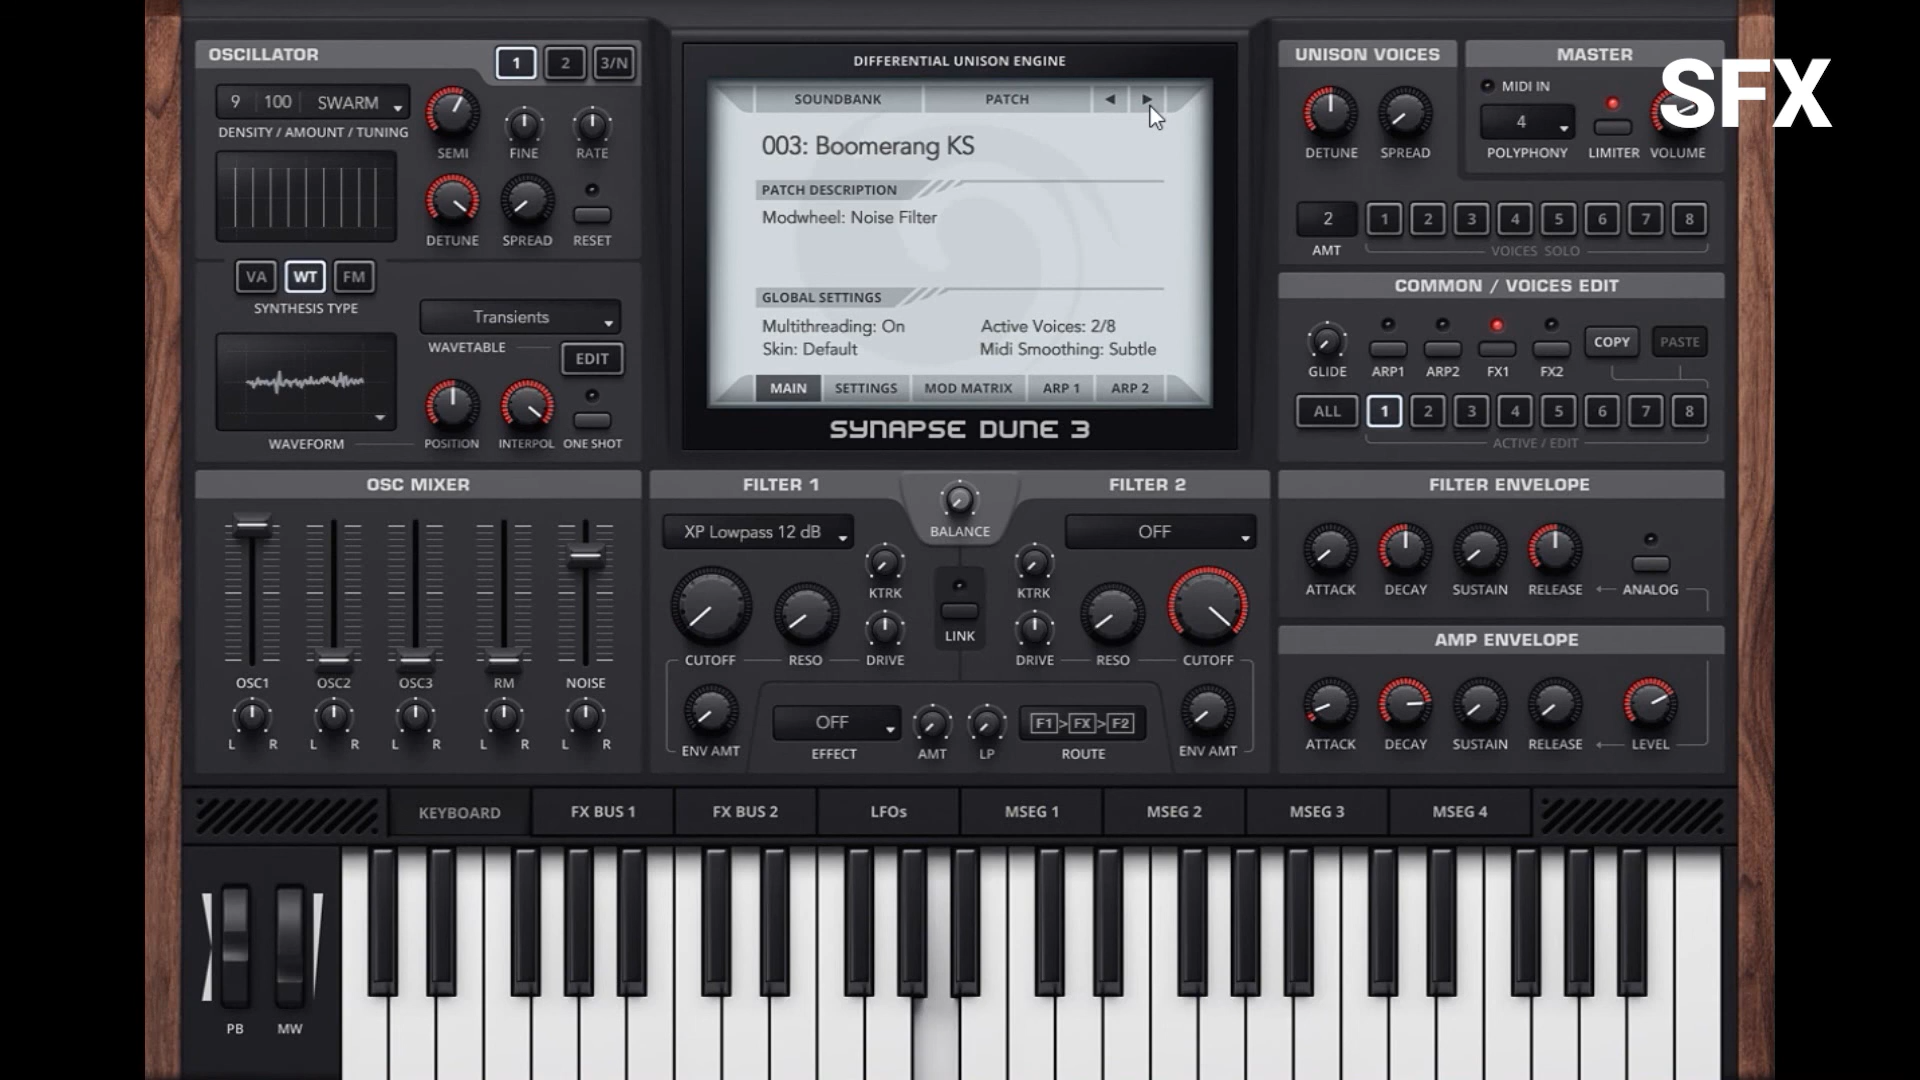 OSCILLATOR
1
2
3/N
9 100 SWARM
DENSITY / AMOUNT / TUNING
SEMI
FINE
RATE
DETUNE
SPREAD
RESET
VA
WT
FM
SYNTHESIS TYPE
Transients
WAVETABLE
EDIT
WAVEFORM
POSITION
INTERPOL
ONE SHOT
DIFFERENTIAL UNISON ENGINE
SOUNDBANK
PATCH
003: Boomerang KS
PATCH DESCRIPTION
Modwheel: Noise Filter
GLOBAL SETTINGS
Multithreading: On
Active Voices: 2/8
Skin: Default
Midi Smoothing: Subtle
MAIN
SETTINGS
MOD MATRIX
ARP 1
ARP 2
SYNAPSE DUNE 3
UNISON VOICES
DETUNE
SPREAD
MASTER
SFX
MIDI IN
4
POLYPHONY
LIMITER
VOLUME
2
1 2 3 4 5 6 7 8
AMT
VOICES SOLO
COMMON / VOICES EDIT
GLIDE
ARP1
ARP2
FX1
FX2
COPY
PASTE
ALL
1 2 3 4 5 6 7 8
ACTIVE / EDIT
OSC MIXER
OSC1
OSC2
OSC3
RM
NOISE
L R
L R
L R
L R
L R
FILTER 1
BALANCE
FILTER 2
XP Lowpass 12 dB
OFF
KTRK
KTRK
LINK
CUTOFF
RESO
DRIVE
DRIVE
RESO
CUTOFF
ENV AMT
OFF
EFFECT
AMT
LP
F1>FX>F2
ROUTE
ENV AMT
FILTER ENVELOPE
ATTACK
DECAY
SUSTAIN
RELEASE
ANALOG
AMP ENVELOPE
ATTACK
DECAY
SUSTAIN
RELEASE
LEVEL
KEYBOARD
FX BUS 1
FX BUS 2
LFOs
MSEG 1
MSEG 2
MSEG 3
MSEG 4
PB
MW